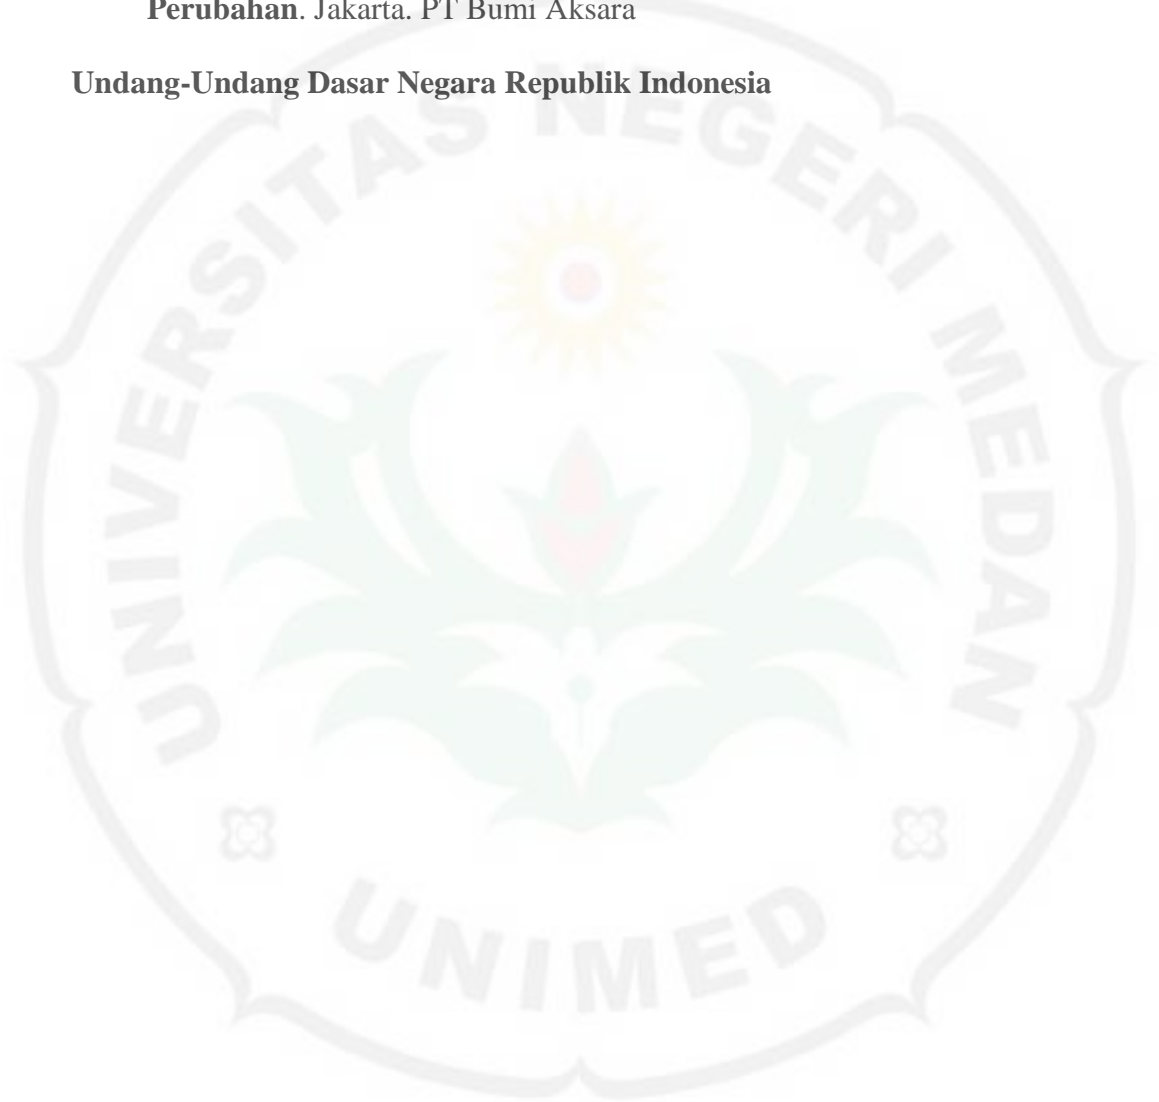 Perubahan. Jakarta. PT Bumi Aksara
Undang-Undang Dasar Negara Republik Indonesia
UNIVERSITAS NEGERI MEDAN
UNIMED